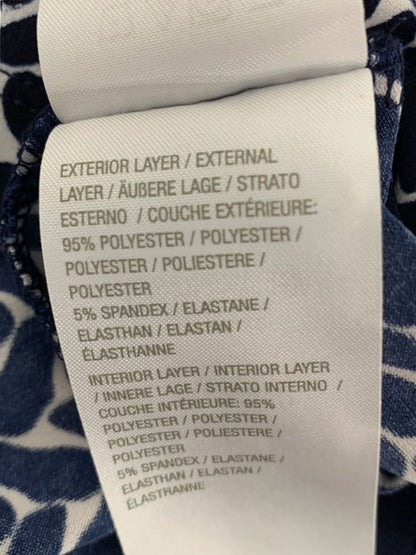 EXTERIOR LAYER / EXTERNAL
LAYER / ÄUßERE LAGE / STRATO
ESTERNO / COUCHE EXTÉRIEURE:
95% POLYESTER / POLYESTER /
POLYESTER / POLIESTERE /
POLYESTER
5% SPANDEX / ELASTANE /
ELASTHAN / ELASTAN /
ÉLASTHANNE
INTERIOR LAYER / INTERIOR LAYER
/ INNERE LAGE / STRATO INTERNO /
COUCHE INTÉRIEURE: 95%
POLYESTER / POLYESTER /
POLYESTER / POLIESTERE /
POLYESTER
5% SPANDEX / ELASTANE /
ELASTHAN / ELASTAN /
ÉLASTHANNE